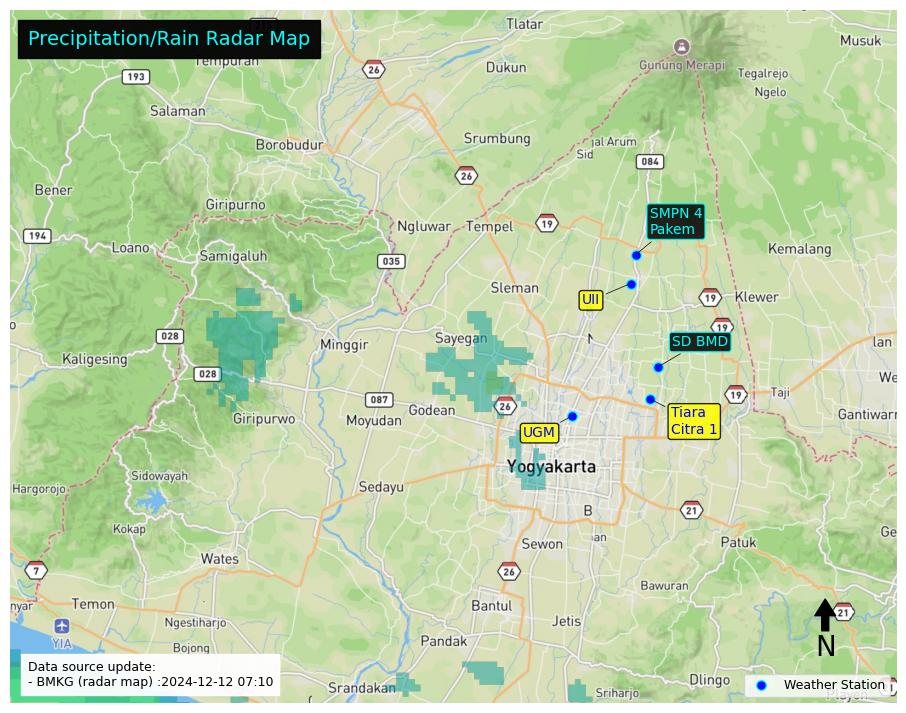 Precipitation/Rain Radar Map
Tlatar
Musuk
Tempuran
26
193
Dukun
Gunung Merapi
Tegalrejo
Ngelo
Salaman
Borobudur
Srumbung
jal Arum
Sid
084
26
Bener
Giripurno
SMPN 4
Pakem
194
Loano
Samigaluh
Ngluwar
Tempel
19
Kemalang
035
Sleman
UII
19
Klewer
19
028
Minggir
Sayegan
N
SD BMD
lan
Kaligesing
028
We
087
Godean
26
19
Taji
Giripurwo
Moyudan
UGM
Tiara
Citra 1
Gantiwarn
Yogyakarta
Sidowayah
Hargorojo
Sedayu
B
21
Kokap
an
Ge
Sewon
Patuk
Wates
7
26
Bawuran
nyar
Temon
Bantul
21
Ngestiharjo
Jetis
YIA
Bojong
Pandak
N
Data source update:
- BMKG (radar map) :2024-12-12 07:10
Srandakan
Sriharjo
Dlingo
Weather Station
Playen